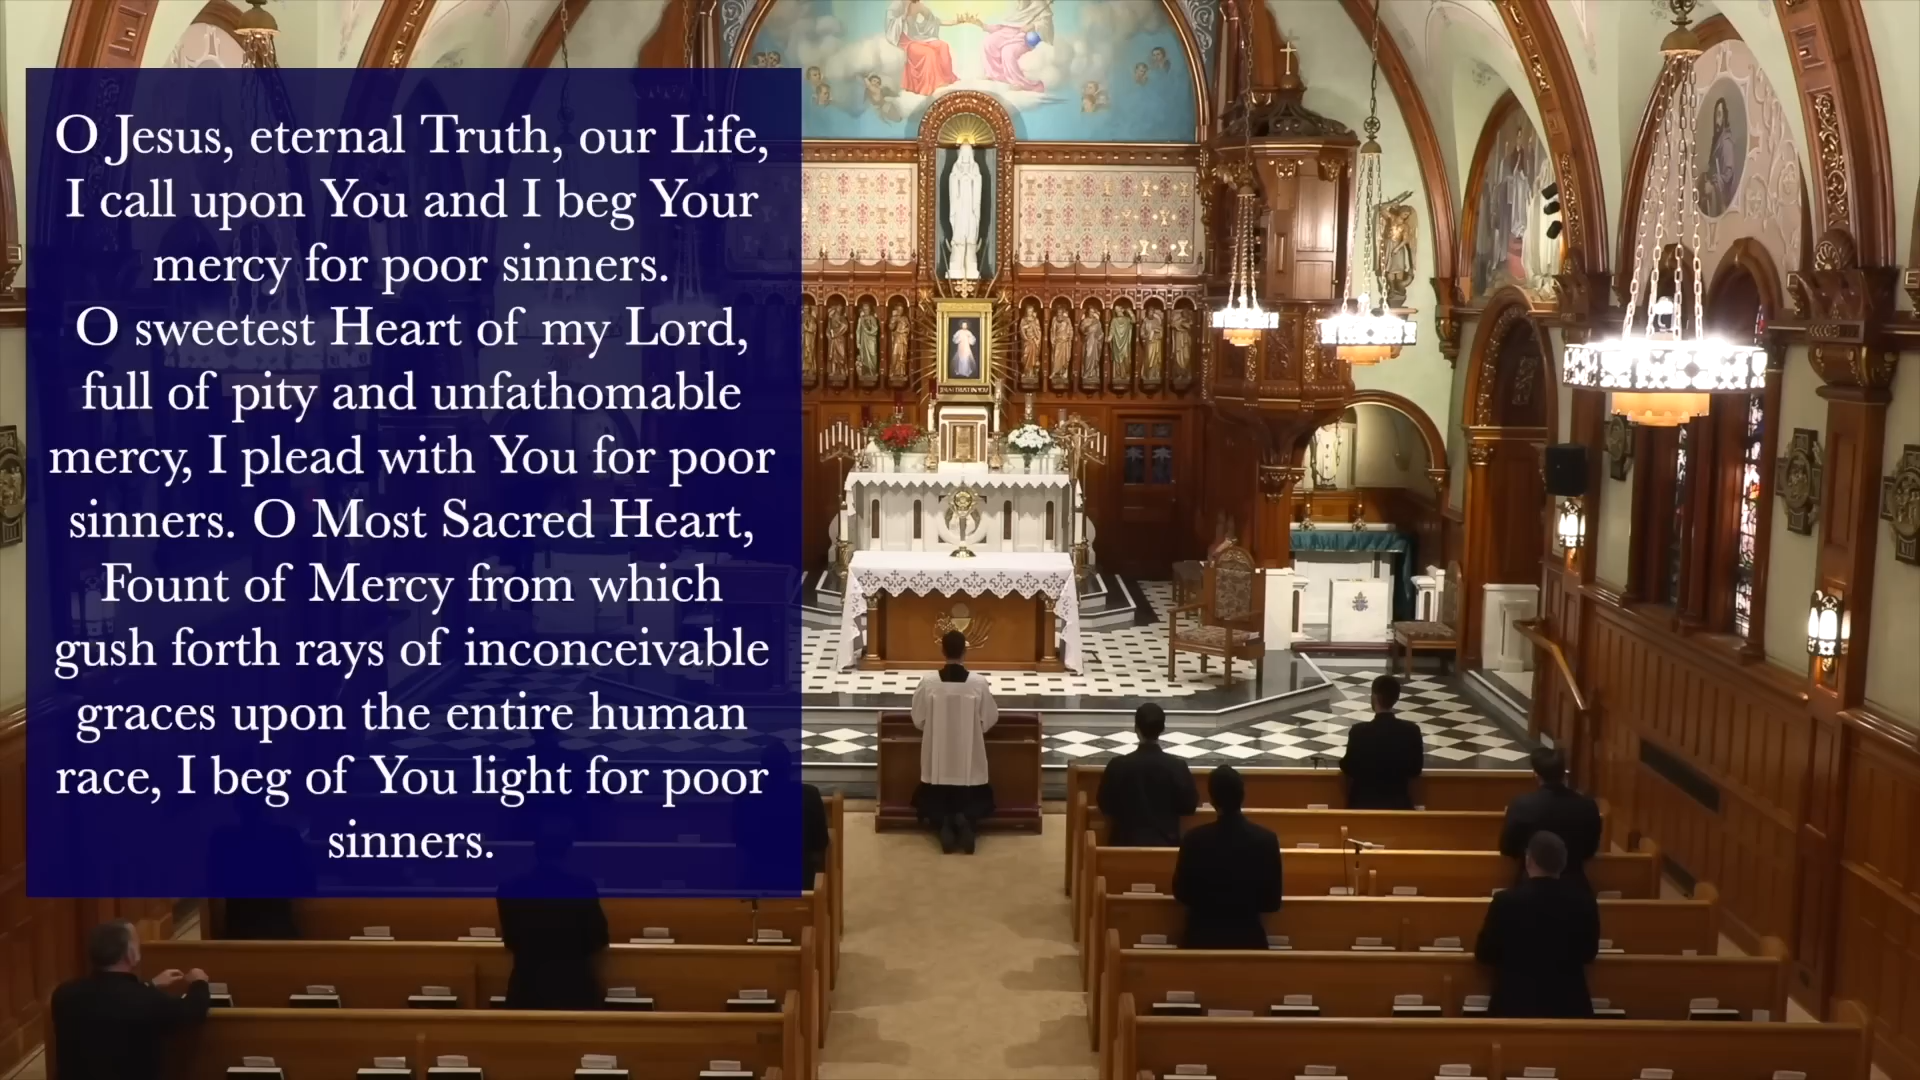 O Jesus, eternal Truth, our Life,
I call upon You and I beg Your
mercy for poor sinners.
O sweetest Heart of my Lord,
full of pity and unfathomable
mercy, I plead with You for poor
sinners. O Most Sacred Heart,
Fount of Mercy from which
gush forth rays of inconceivable
graces upon the entire human
race, I beg of You light for poor
sinners.